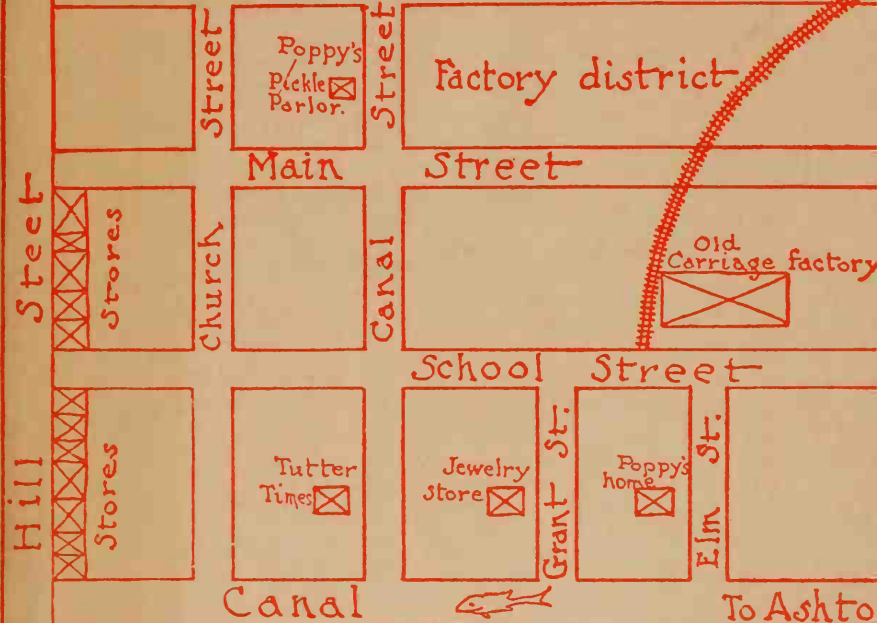 Poppy's
Pickle
Parlor.
Street
Street
Factory district
Main Street
Steet
Stores
Church
Canal
Old
Carriage factory
School Street
Hill
Stores
Tutter
Times
Jewelry
store
Grant St.
Poppy's
home
Elm St.
Canal
To Ashto